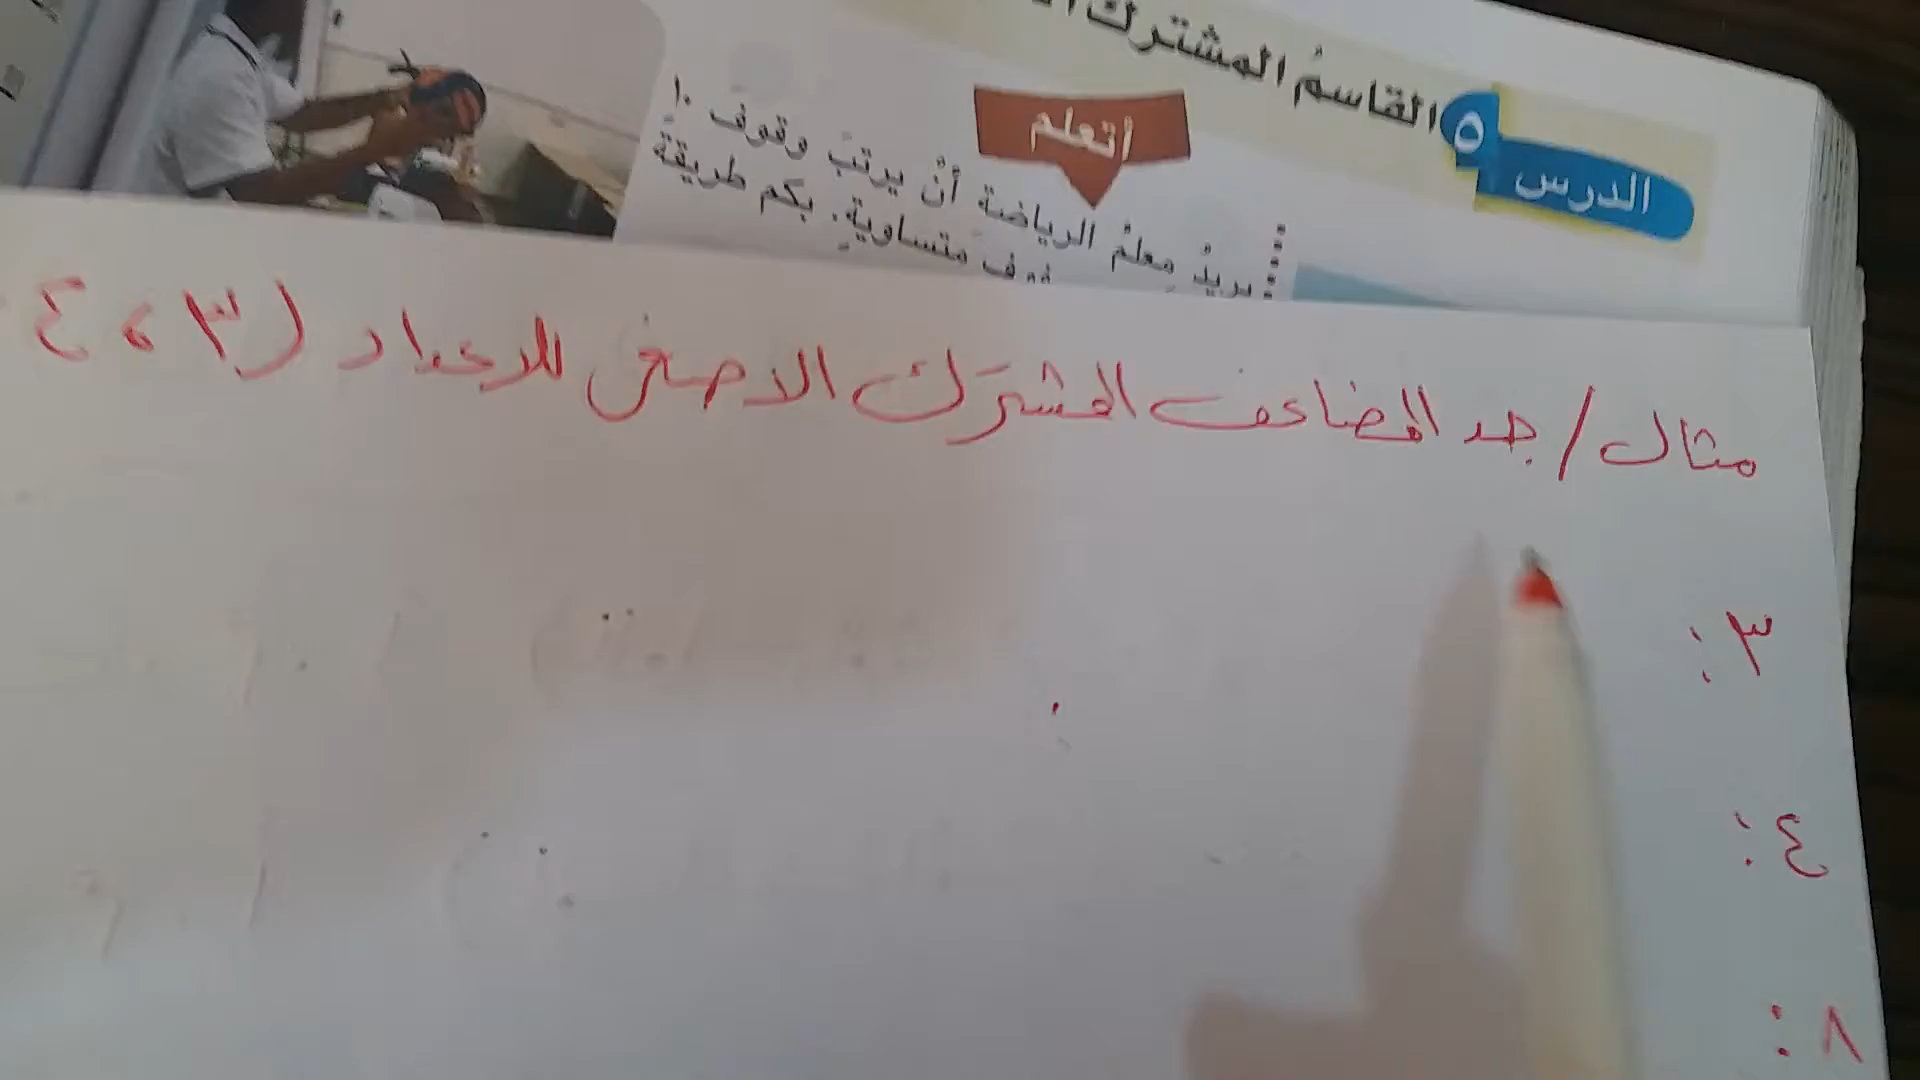 الدرس ٥ القاسمُ المشترك
أتعلم
يريدُ معلمُ الرياضة أنْ يرتبَ وقوف ١٠
متساويةٍ. بكم طريقة
مثال / جد المضاعف المشترك الاصغر للاعداد (٣ ، ٤
٣ :
٤ :
٨ :